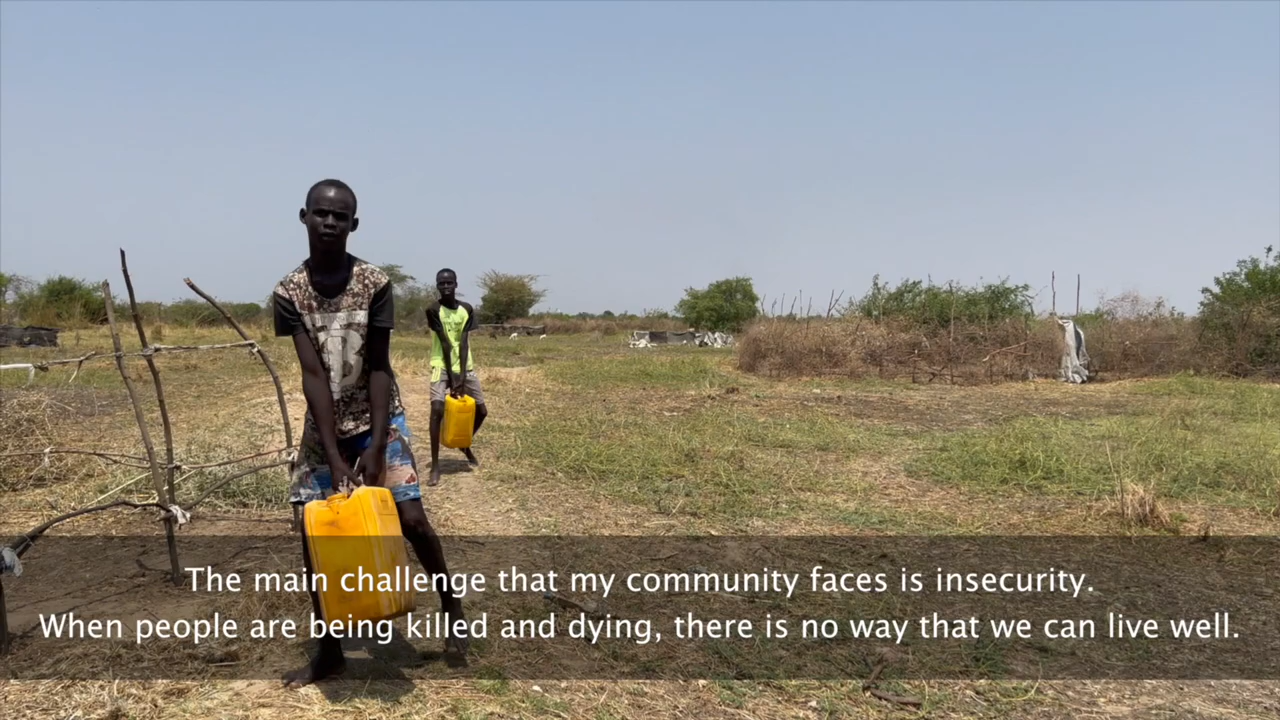 The main challenge that my community faces is insecurity.
When people are being killed and dying, there is no way that we can live well.